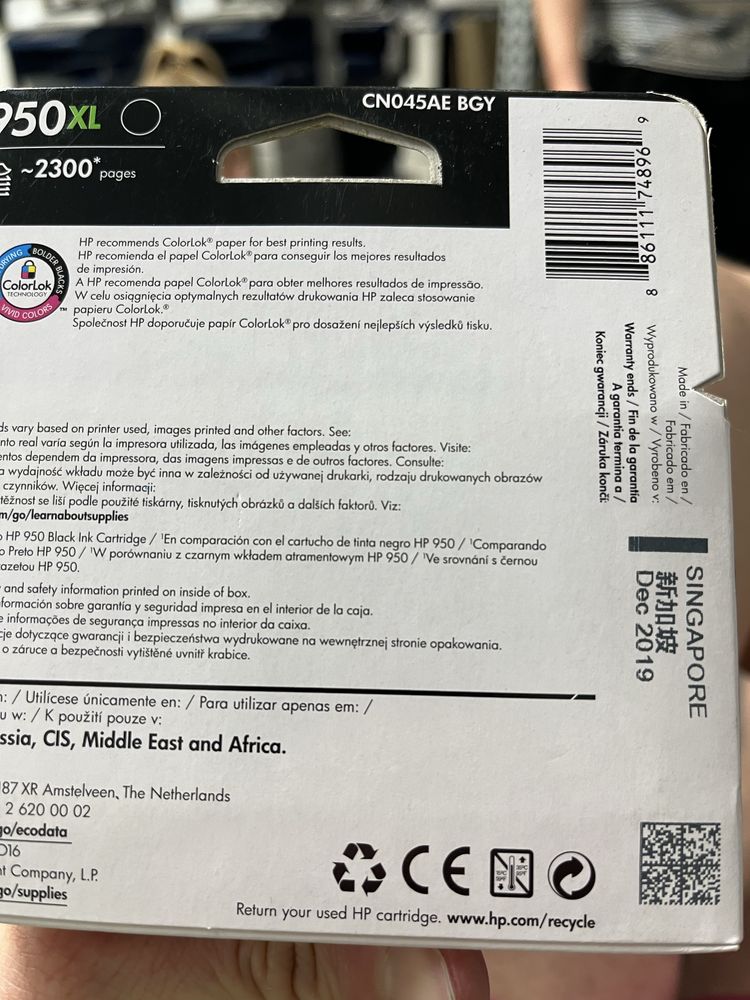 950XL
CN045AE BGY
~2300* pages
HP recommends ColorLok® paper for best printing results.
HP recomienda el papel ColorLok® para conseguir los mejores resultados
de impresión.
A HP recomenda papel ColorLok® para obter melhores resultados de impressão.
W celu osiągnięcia optymalnych rezultatów drukowania HP zaleca stosowanie
papieru ColorLok.®
Společnost HP doporučuje papír ColorLok® pro dosažení nejlepších výsledků tisku.
DRYING BOLDER BLACKS
ColorLok
TECHNOLOGY
VIVID COLORS
™
vary based on printer used, images printed and other factors. See:
real varía según la impresora utilizada, las imágenes empleadas y otros factores. Visite:
dependem da impressora, das imagens impressas e de outros factores. Consulte:
a wydajność wkładu może być inna w zależności od używanej drukarki, rodzaju drukowanych obrazów
czynników. Więcej informacji:
se liší podle použité tiskárny, tisknutých obrázků a dalších faktorů. Viz:
m/go/learnaboutsupplies
HP 950 Black Ink Cartridge / ¹En comparación con el cartucho de tinta negro HP 950 / ¹Comparando
o Preto HP 950 / ¹W porównaniu z czarnym wkładem atramentowym HP 950 / ¹Ve srovnání s černou
kazetou HP 950.
and safety information printed on inside of box.
formación sobre garantía y seguridad impresa en el interior de la caja.
e informações de segurança impressas no interior da caixa.
cje dotyczące gwarancji i bezpieczeństwa wydrukowane na wewnętrznej stronie opakowania.
o záruce a bezpečnosti vytištěné uvnitř krabice.
n: / Utilícese únicamente en: / Para utilizar apenas em: /
u w: / K použití pouze v:
ssia, CIS, Middle East and Africa.
87 XR Amstelveen, The Netherlands
2 620 00 02
go/ecodata
016
nt Company, L.P.
go/supplies
CE
Return your used HP cartridge. www.hp.com/recycle
8 86111 74896 9
Made in / Fabricado en /
Fabricado em /
Wyprodukowano w / Vyrobeno v:
Warranty ends / Fin de la garantía
A garantia termina a /
Koniec gwarancji / Záruka končí:
SINGAPORE
新加坡
Dec 2019